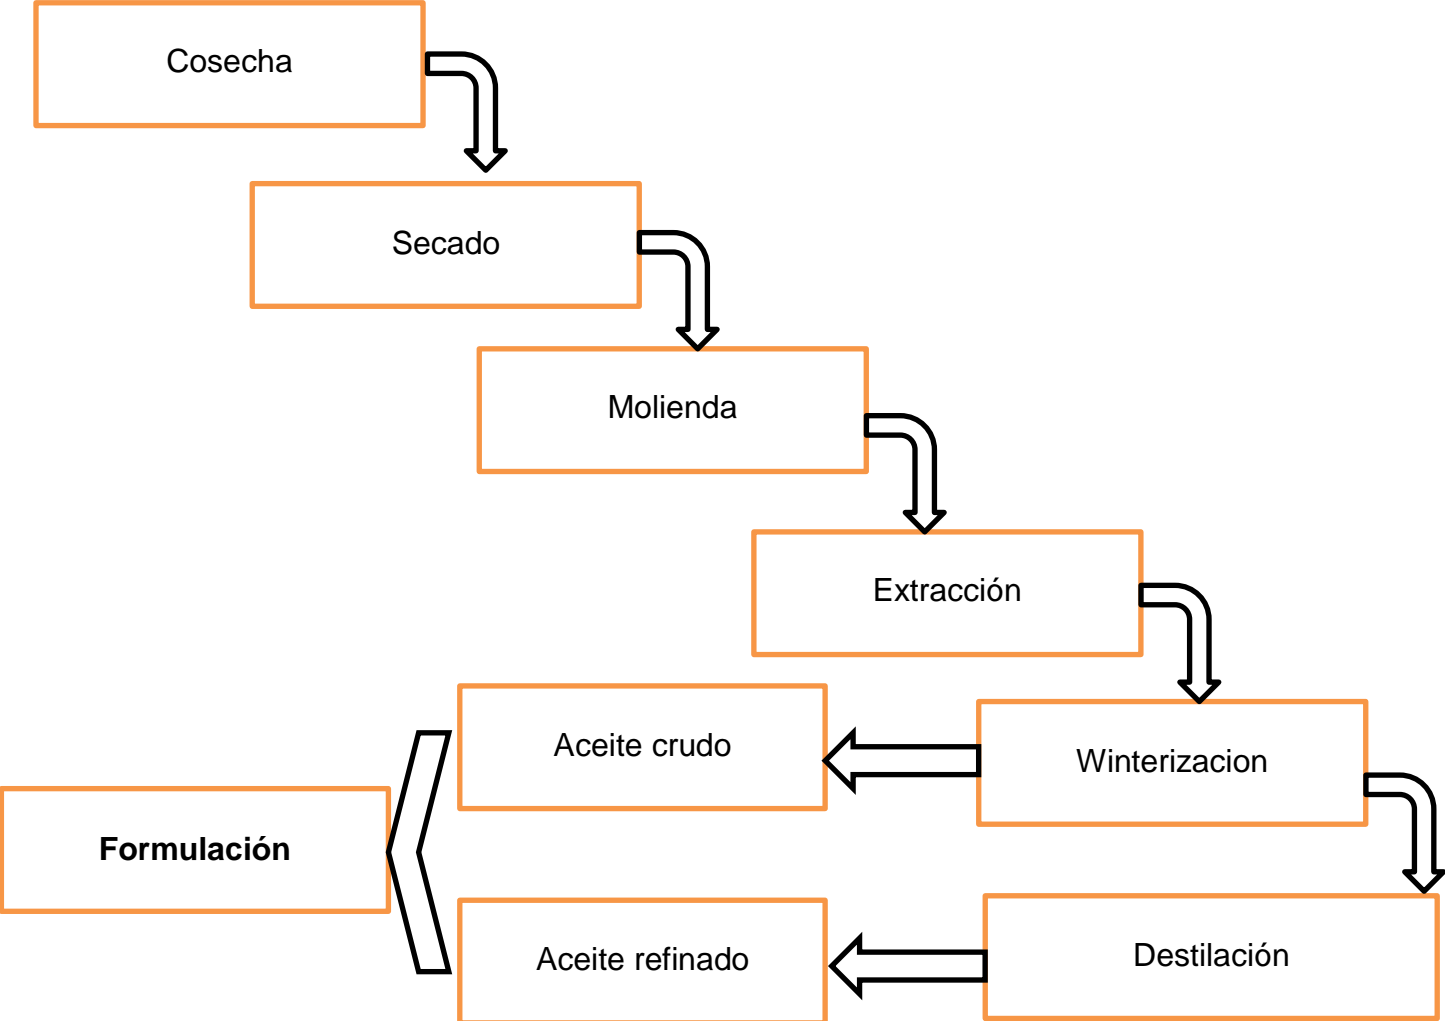 Cosecha
Secado
Molienda
Extracción
Aceite crudo
Winterizacion
Formulación
Aceite refinado
Destilación